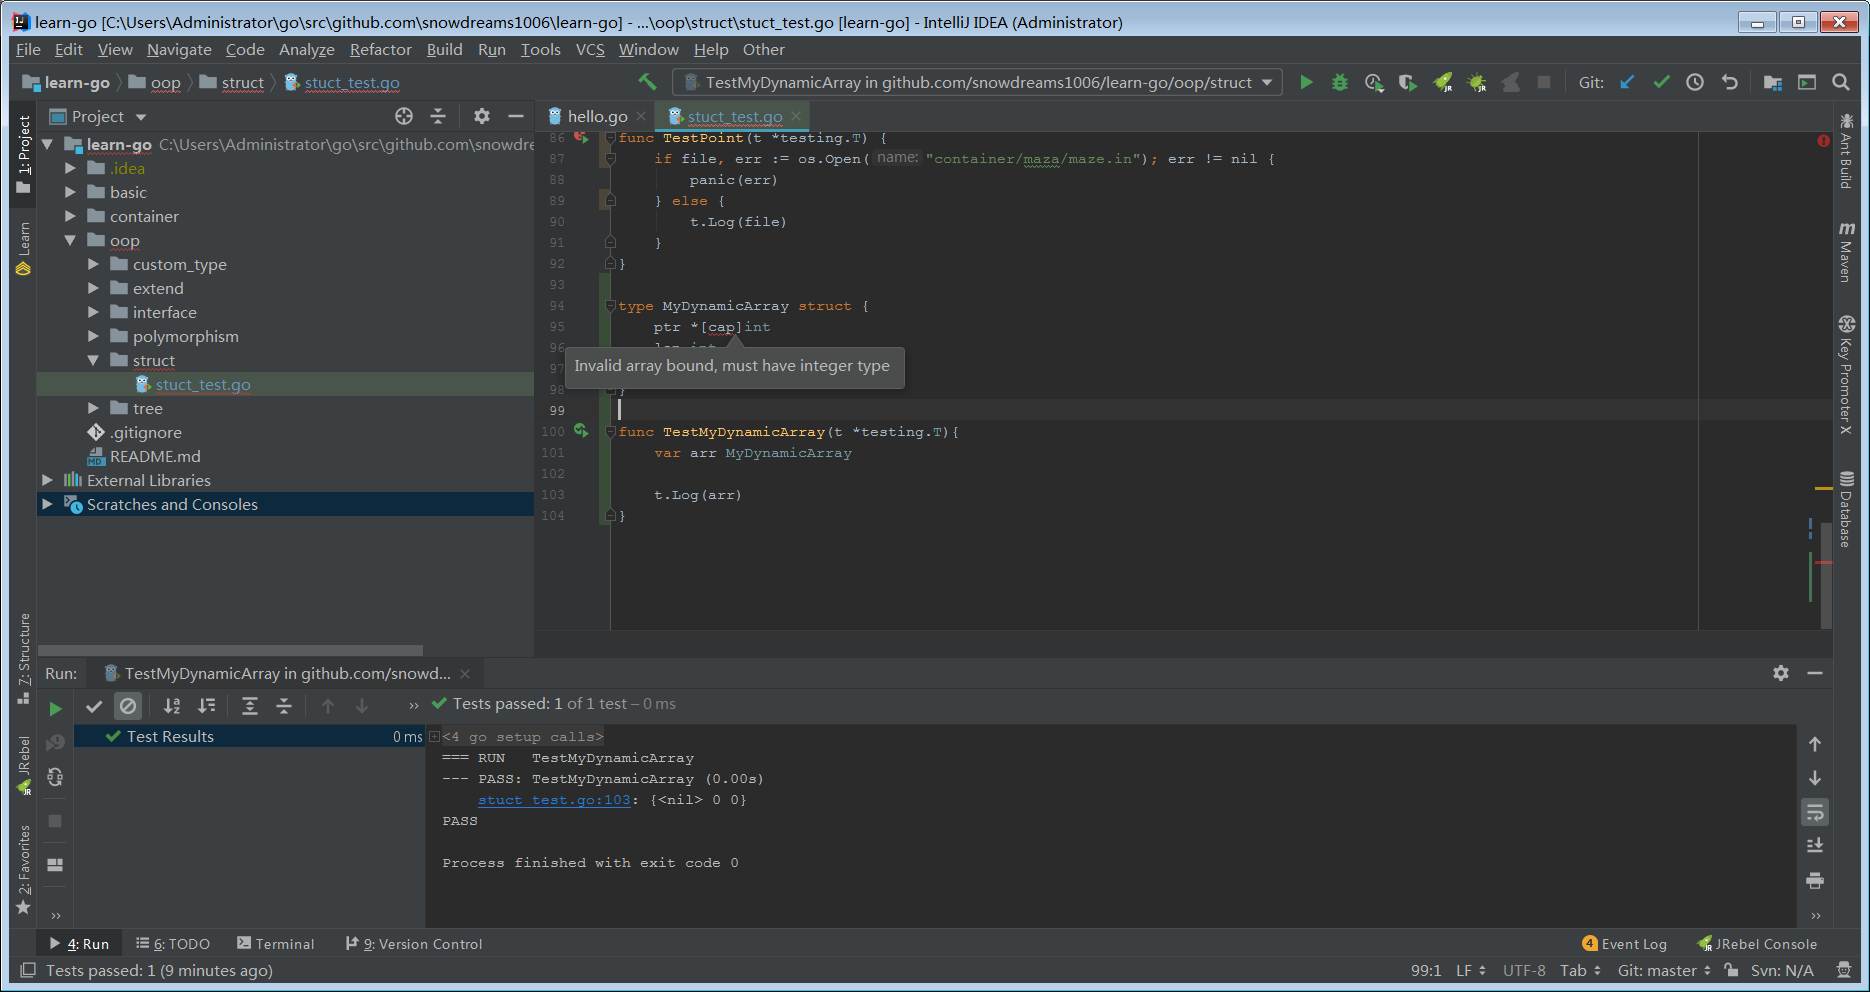 learn-go [C:\Users\Administrator\go\src\github.com\snowdreams1006\learn-go] - ...\oop\struct\stuct_test.go [learn-go] - IntelliJ IDEA (Administrator)
File Edit View Navigate Code Analyze Refactor Build Run Tools VCS Window Help Other
learn-go oop struct stuct_test.go TestMyDynamicArray in github.com/snowdreams1006/learn-go/oop/struct Git:
1: Project
Learn
Z: Structure
JRebel
2: Favorites
Project
learn-go C:\Users\Administrator\go\src\github.com\snowdre
.idea
basic
container
oop
custom_type
extend
interface
polymorphism
struct
stuct_test.go
tree
.gitignore
README.md
External Libraries
Scratches and Consoles
hello.go stuct_test.go
86 func TestPoint(t *testing.T) {
87 if file, err := os.Open( name: "container/maza/maze.in"); err != nil {
88 panic(err)
89 } else {
90 t.Log(file)
91 }
92 }
93
94 type MyDynamicArray struct {
95 ptr *[cap]int
96 len int
Invalid array bound, must have integer type
97
98 }
99
100 func TestMyDynamicArray(t *testing.T){
101 var arr MyDynamicArray
102
103 t.Log(arr)
104 }
Ant Build
m Maven
Key Promoter X
Database
Run: TestMyDynamicArray in github.com/snowd...
Tests passed: 1 of 1 test – 0 ms
Test Results 0 ms
<4 go setup calls>
=== RUN TestMyDynamicArray
--- PASS: TestMyDynamicArray (0.00s)
stuct_test.go:103: {<nil> 0 0}
PASS
Process finished with exit code 0
4: Run 6: TODO Terminal 9: Version Control 4 Event Log JRebel Console
Tests passed: 1 (9 minutes ago) 99:1 LF UTF-8 Tab Git: master Svn: N/A